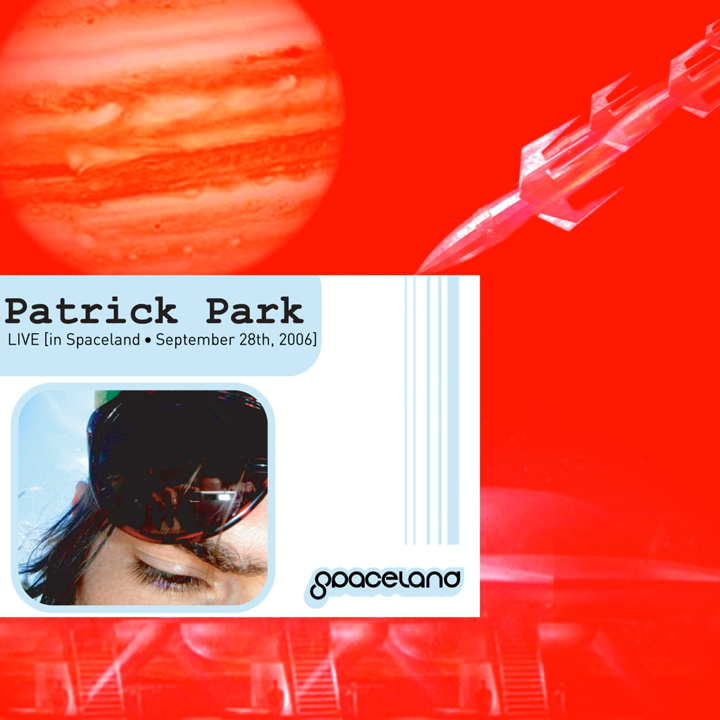 Patrick Park
LIVE [in Spaceland • September 28th, 2006]
spaceland